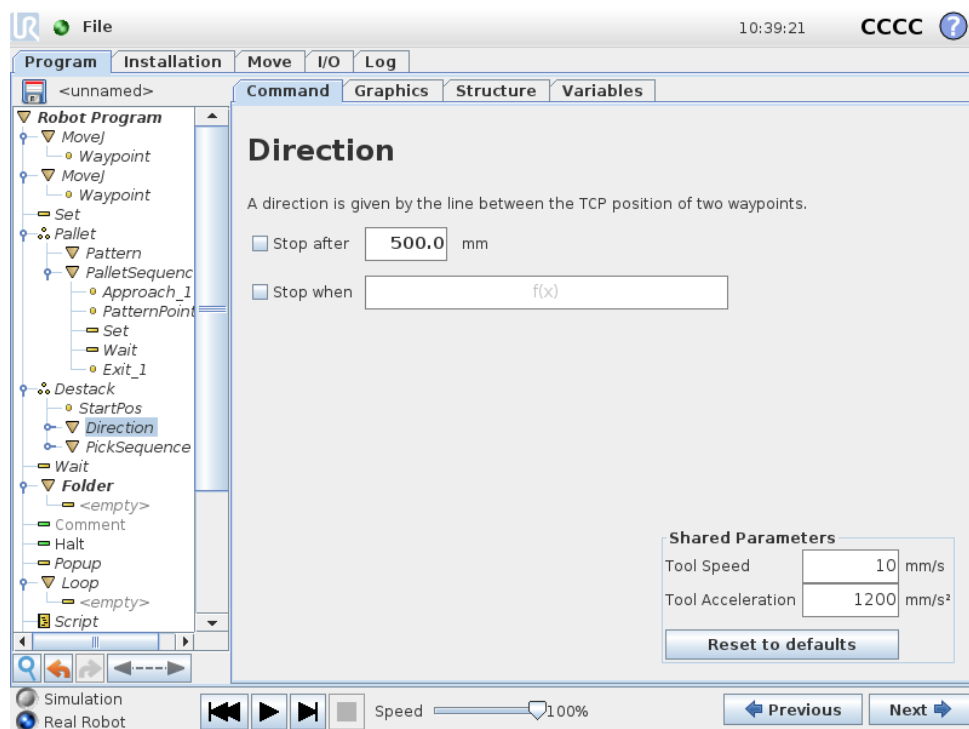 UR File 10:39:21 CCCC ?
Program Installation Move I/O Log
<unnamed> Command Graphics Structure Variables
Robot Program
MoveJ
Waypoint
MoveJ
Waypoint
Set
Pallet
Pattern
PalletSequenc
Approach_1
PatternPoint
Set
Wait
Exit_1
Destack
StartPos
Direction
PickSequence
Wait
Folder
<empty>
Comment
Halt
Popup
Loop
<empty>
Script
Direction
A direction is given by the line between the TCP position of two waypoints.
Stop after 500.0 mm
Stop when f(x)
Shared Parameters
Tool Speed 10 mm/s
Tool Acceleration 1200 mm/s²
Reset to defaults
Simulation
Real Robot
Speed 100%
Previous Next